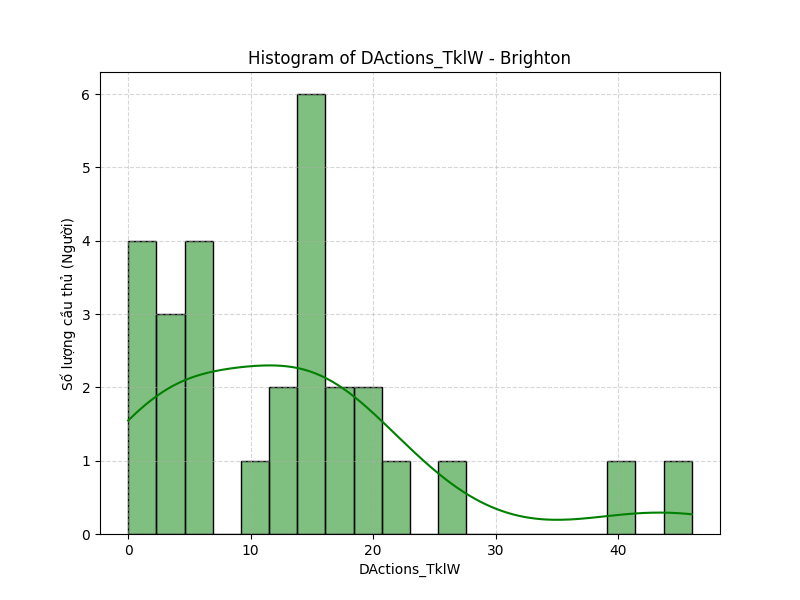 Histogram of DActions_TklW - Brighton
Số lượng cầu thủ (Người)
6
5
4
3
2
1
0
0 10 20 30 40
DActions_TklW